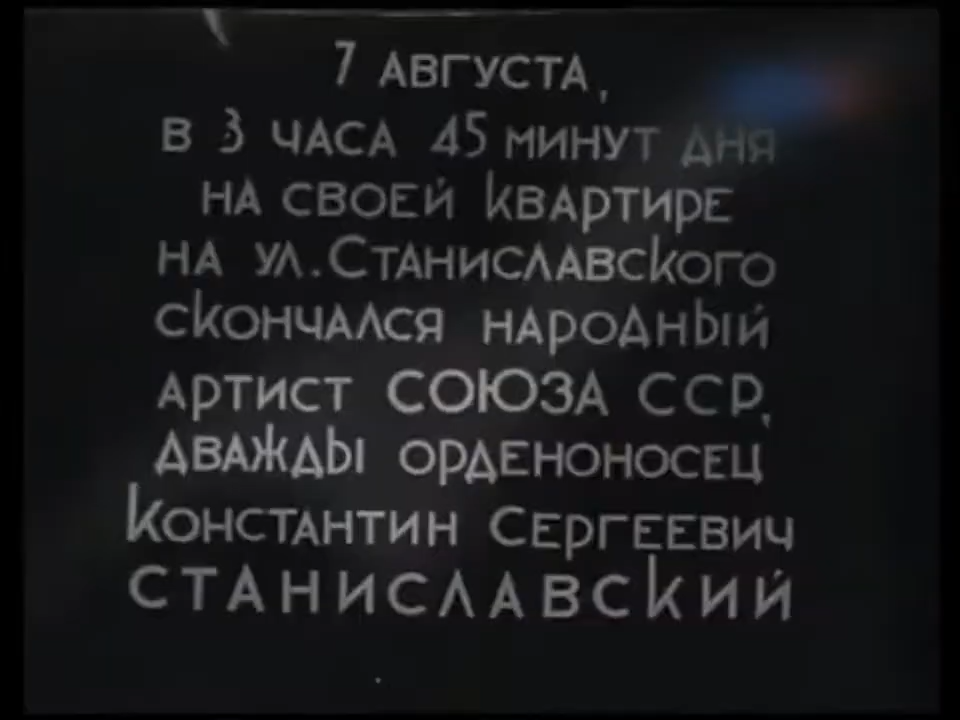 7 АВГУСТА,
В 3 ЧАСА 45 МИНУТ ДНЯ
НА СВОЕЙ КВАРТИРЕ
НА УЛ. СТАНИСЛАВСКОГО
СКОНЧАЛСЯ НАРОДНЫЙ
АРТИСТ СОЮЗА ССР,
ДВАЖДЫ ОРДЕНОНОСЕЦ
КОНСТАНТИН СЕРГЕЕВИЧ
СТАНИСЛАВСКИЙ